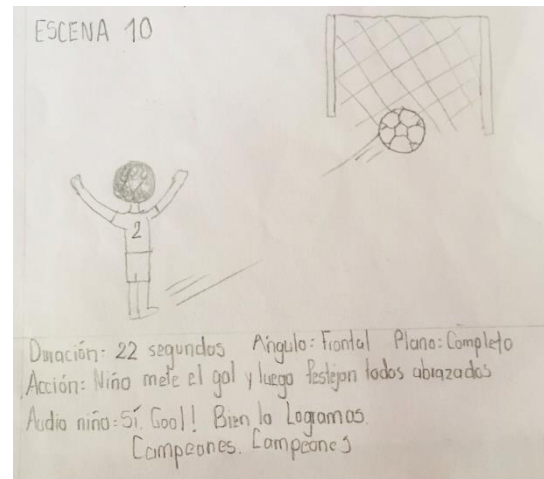 ESCENA 10
2
Duración: 22 segundos Angulo: Frontal Plano: Completo
Acción: Niño mete el gol y luego festejan todos abrazados
Audio niño: Sí, Gool! Bien lo Logramos.
Campeones. Campeones